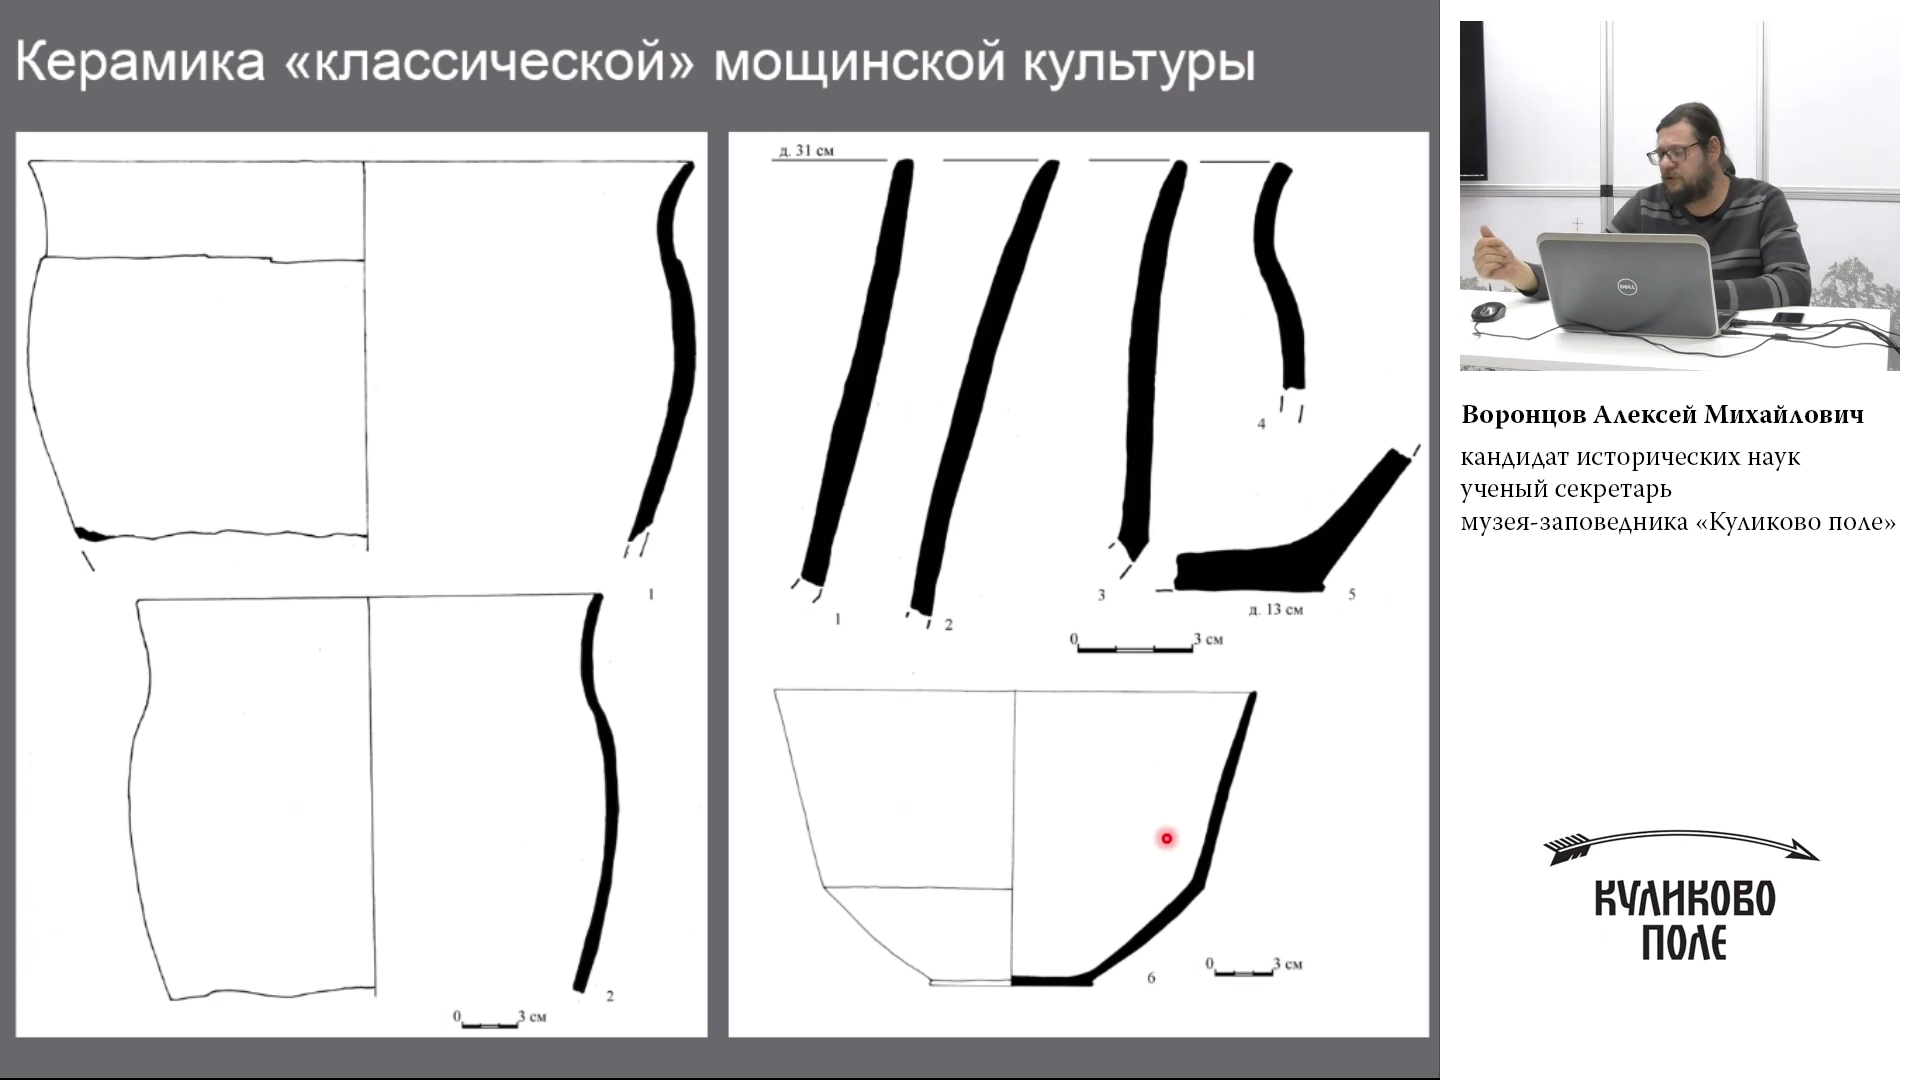 Керамика «классической» мощинской культуры
1
2
0 3 см
д. 31 см
1
2
3
4
5
д. 13 см
0 3 см
6
0 3 см
DELL
Воронцов Алексей Михайлович
кандидат исторических наук
ученый секретарь
музея-заповедника «Куликово поле»
КУЛИКОВО
ПОЛЕ